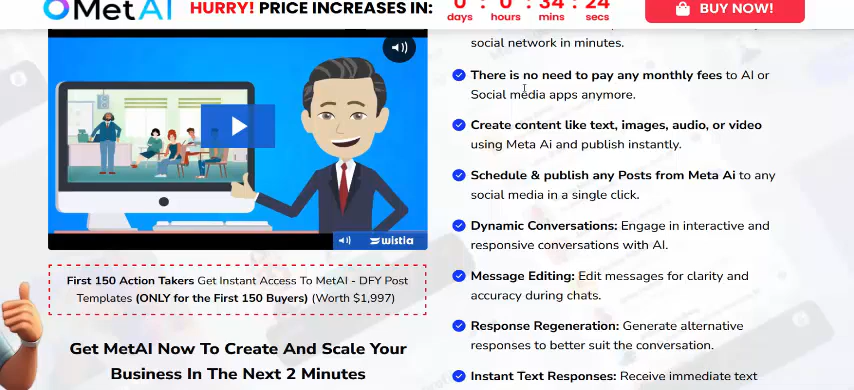 MetAI HURRY! PRICE INCREASES IN: 0 : 0 : 34 : 24 BUY NOW!
days hours mins secs
social network in minutes.
There is no need to pay any monthly fees to AI or
Social media apps anymore.
Create content like text, images, audio, or video
using Meta Ai and publish instantly.
Schedule & publish any Posts from Meta Ai to any
social media in a single click.
Dynamic Conversations: Engage in interactive and
responsive conversations with AI.
Message Editing: Edit messages for clarity and
accuracy during chats.
Response Regeneration: Generate alternative
responses to better suit the conversation.
Instant Text Responses: Receive immediate text
wistia
First 150 Action Takers Get Instant Access To MetAI - DFY Post
Templates (ONLY for the First 150 Buyers) (Worth $1,997)
Get MetAI Now To Create And Scale Your
Business In The Next 2 Minutes